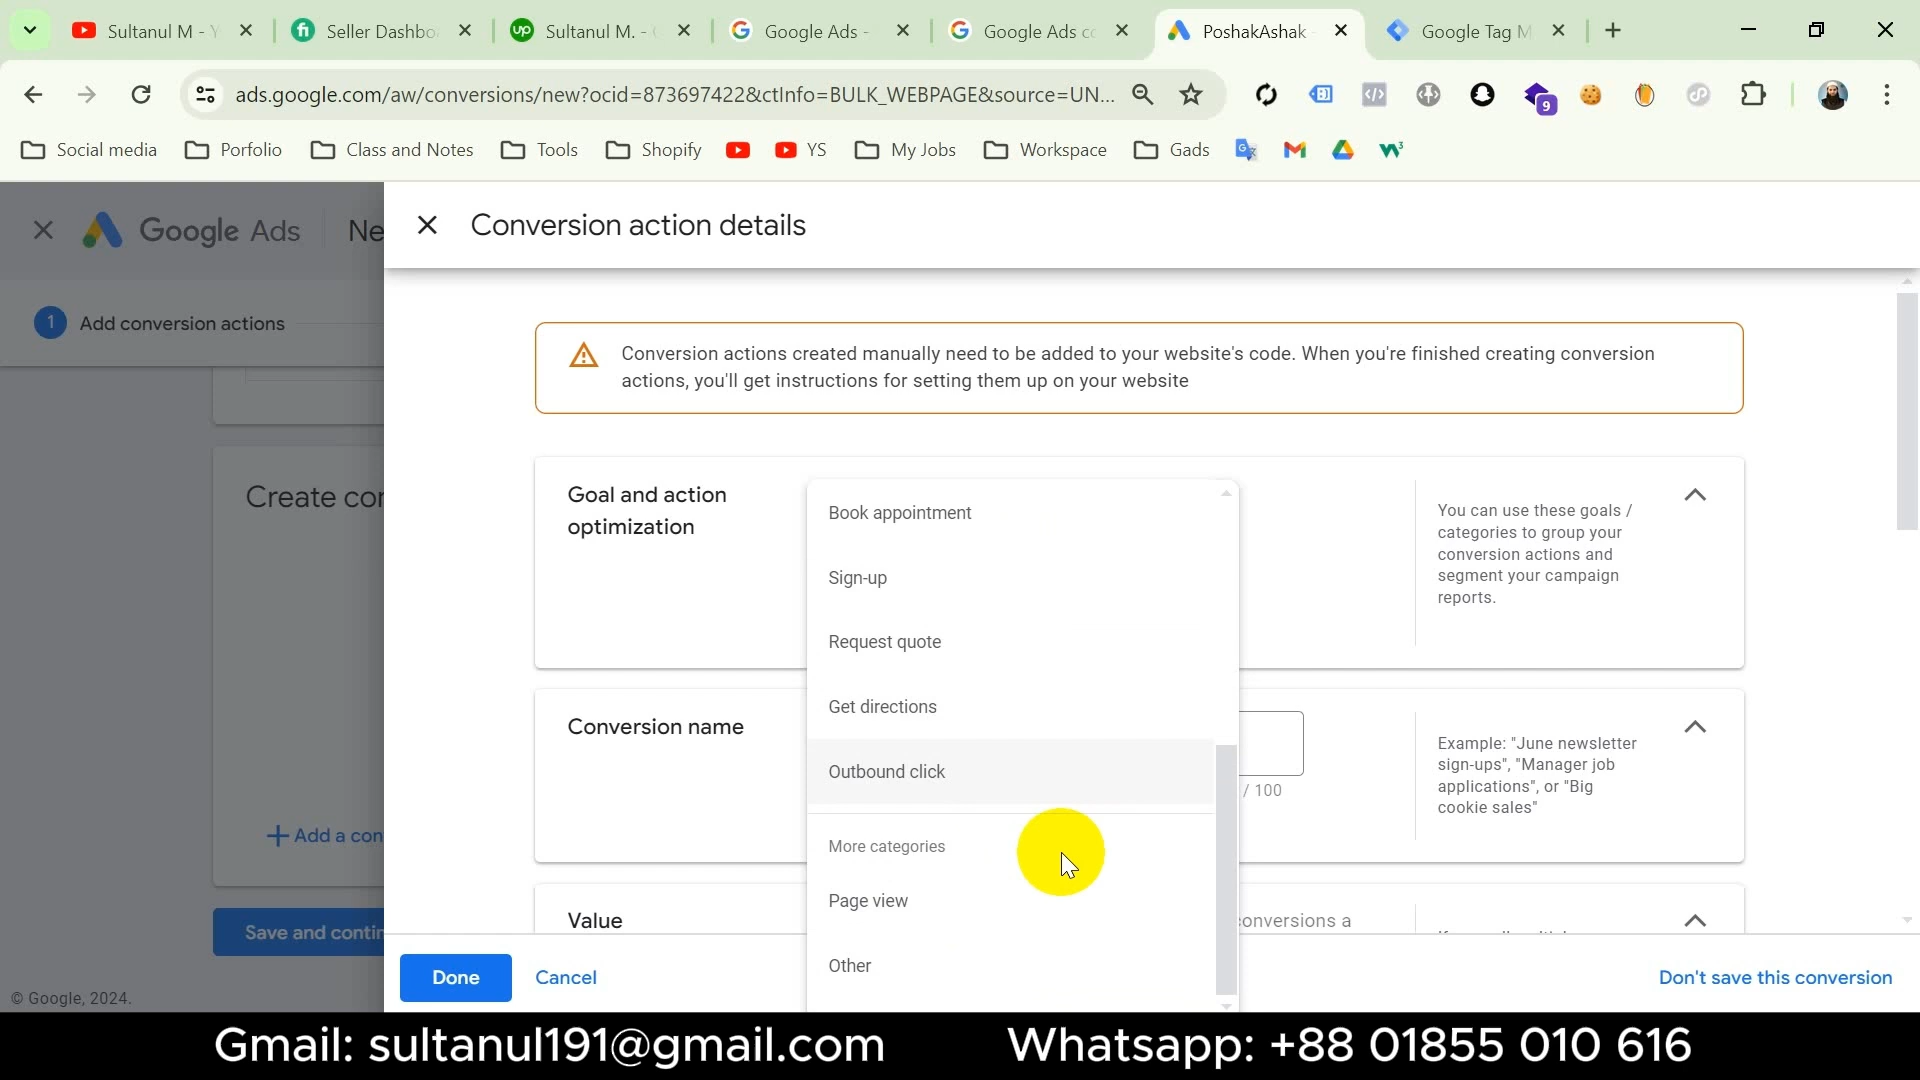 Sultanul M - Y
Seller Dashbo
Sultanul M. -
Google Ads -
Google Ads co
PoshakAshak
Google Tag M
ads.google.com/aw/conversions/new?ocid=873697422&ctInfo=BULK_WEBPAGE&source=UN...
9
Social media
Porfolio
Class and Notes
Tools
Shopify
YS
My Jobs
Workspace
Gads
Google Ads
Ne
Conversion action details
1
Add conversion actions
Conversion actions created manually need to be added to your website's code. When you're finished creating conversion
actions, you'll get instructions for setting them up on your website
Create cor
Goal and action
optimization
Book appointment
Sign-up
Request quote
Get directions
Outbound click
More categories
Page view
Other
You can use these goals /
categories to group your
conversion actions and
segment your campaign
reports.
Conversion name
/ 100
Example: "June newsletter
sign-ups", "Manager job
applications", or "Big
cookie sales"
Add a con
Value
conversions a
Save and contin
Done
Cancel
Don't save this conversion
© Google, 2024.
Gmail: sultanul191@gmail.com
Whatsapp: +88 01855 010 616